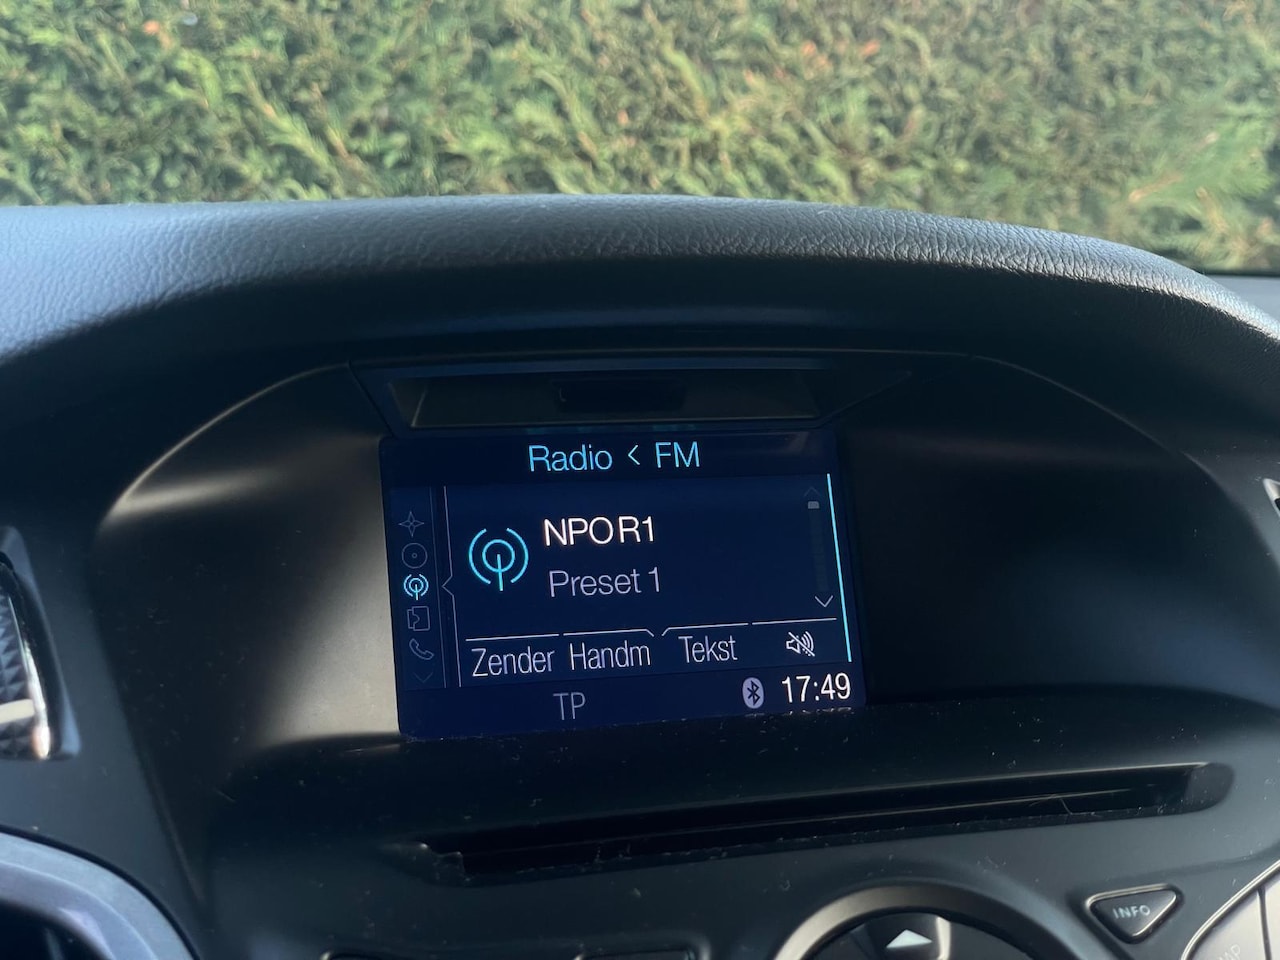 Radio < FM
NPO R1
Preset 1
Zender Handm Tekst
TP 17:49
INFO